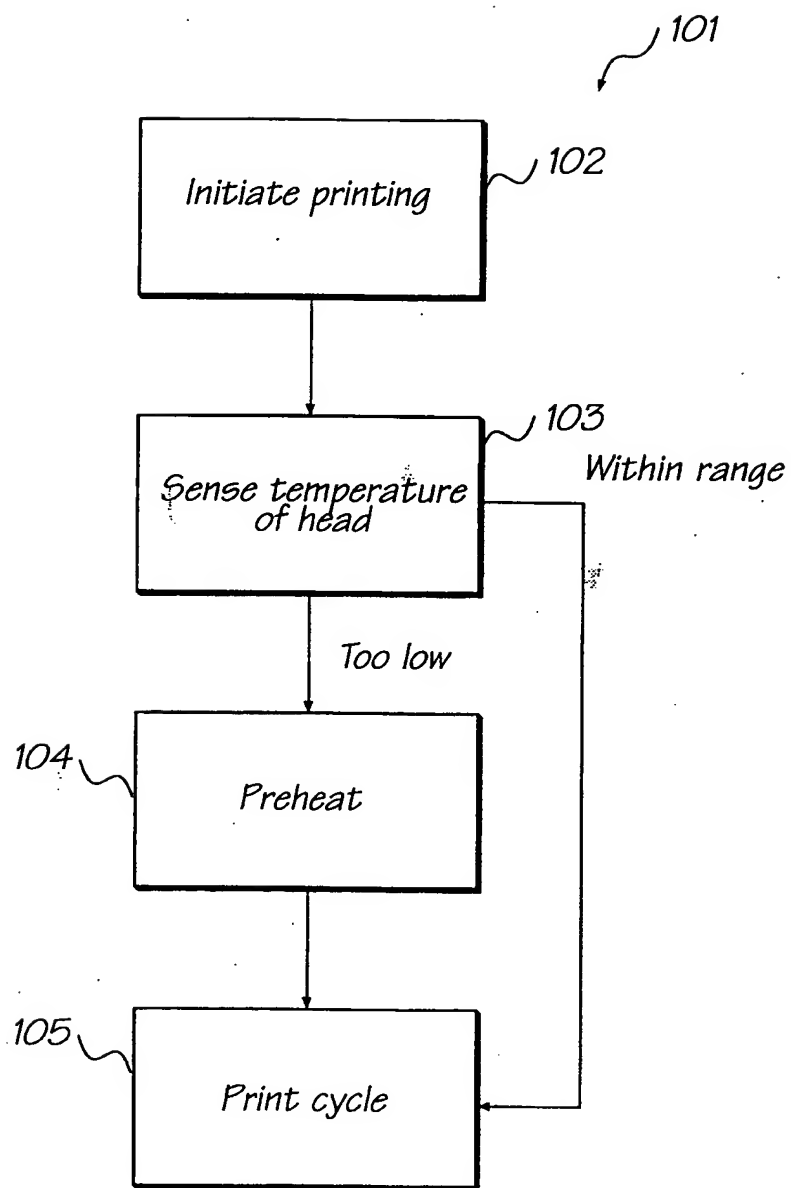 101
Initiate printing
102
103
Within range
Sense temperature
of head
Too low
104
Preheat
105
Print cycle